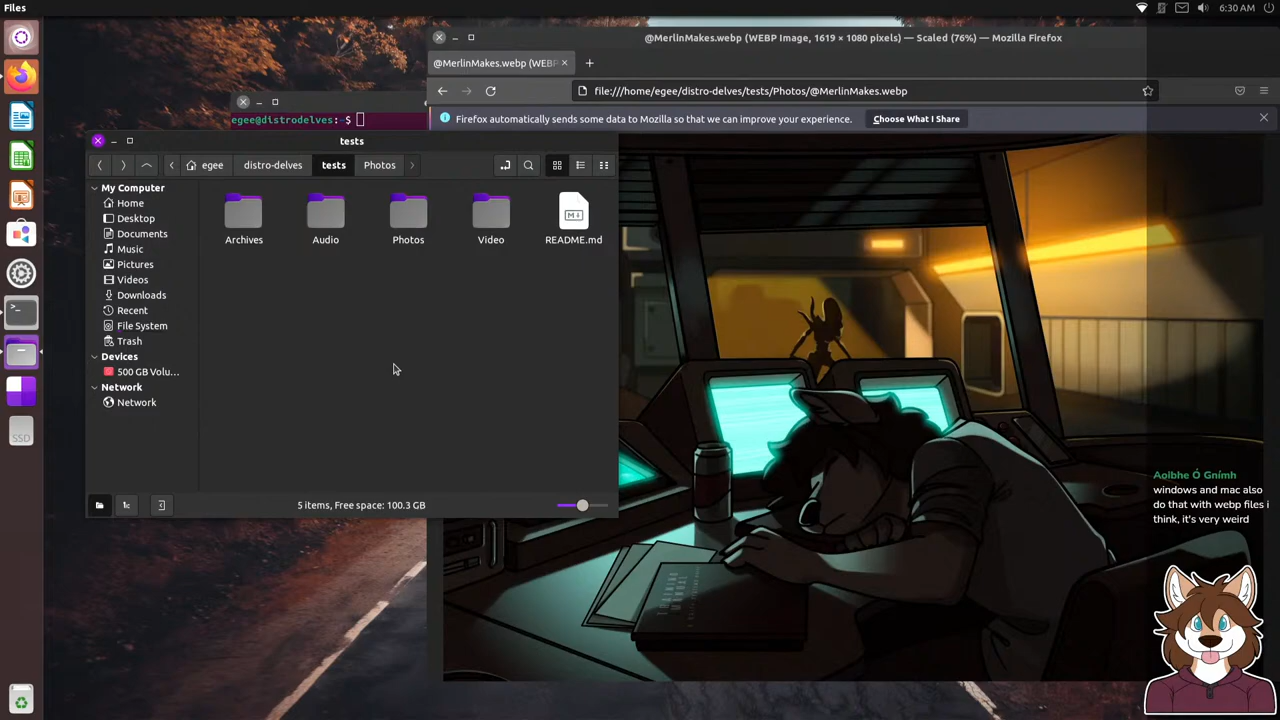 Files
6:30 AM
@MerlinMakes.webp (WEBP Image, 1619 × 1080 pixels) — Scaled (76%) — Mozilla Firefox
@MerlinMakes.webp (WEBP
file:///home/egee/distro-delves/tests/Photos/@MerlinMakes.webp
Firefox automatically sends some data to Mozilla so that we can improve your experience.
Choose What I Share
egee@distrodelves:~$
tests
egee
distro-delves
tests
Photos
My Computer
Home
Desktop
Documents
Music
Pictures
Videos
Downloads
Recent
File System
Trash
Devices
500 GB Volu...
Network
Network
Archives
Audio
Photos
Video
README.md
5 items, Free space: 100.3 GB
SSD
TRAINING
MANUAL
Aoibhe Ó Gnímh
windows and mac also
do that with webp files i
think, it's very weird